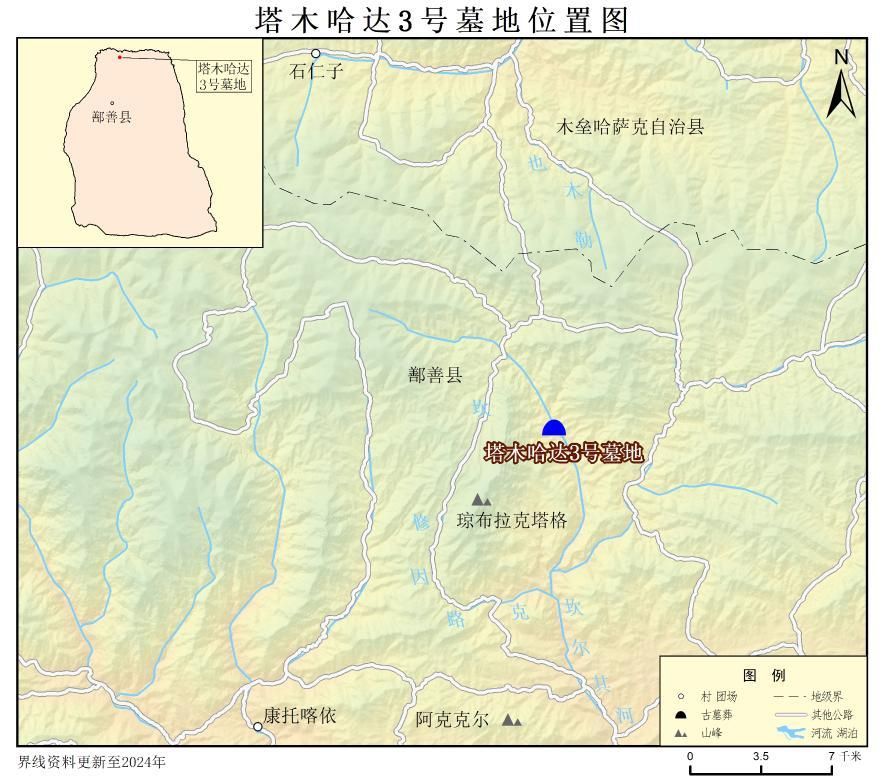 塔木哈达3号墓地位置图
塔木哈达
3号墓地
鄯善县
石仁子
N
木垒哈萨克自治县
也
木
勒
鄯善县
坎
塔木哈达3号墓地
琼布拉克塔格
修
因
路
克
坎
尔
其
河
康托喀依
阿克克尔
图 例
村 团场
地级界
古墓葬
其他公路
山峰
河流 湖泊
界线资料更新至2024年
0 3.5 7 千米